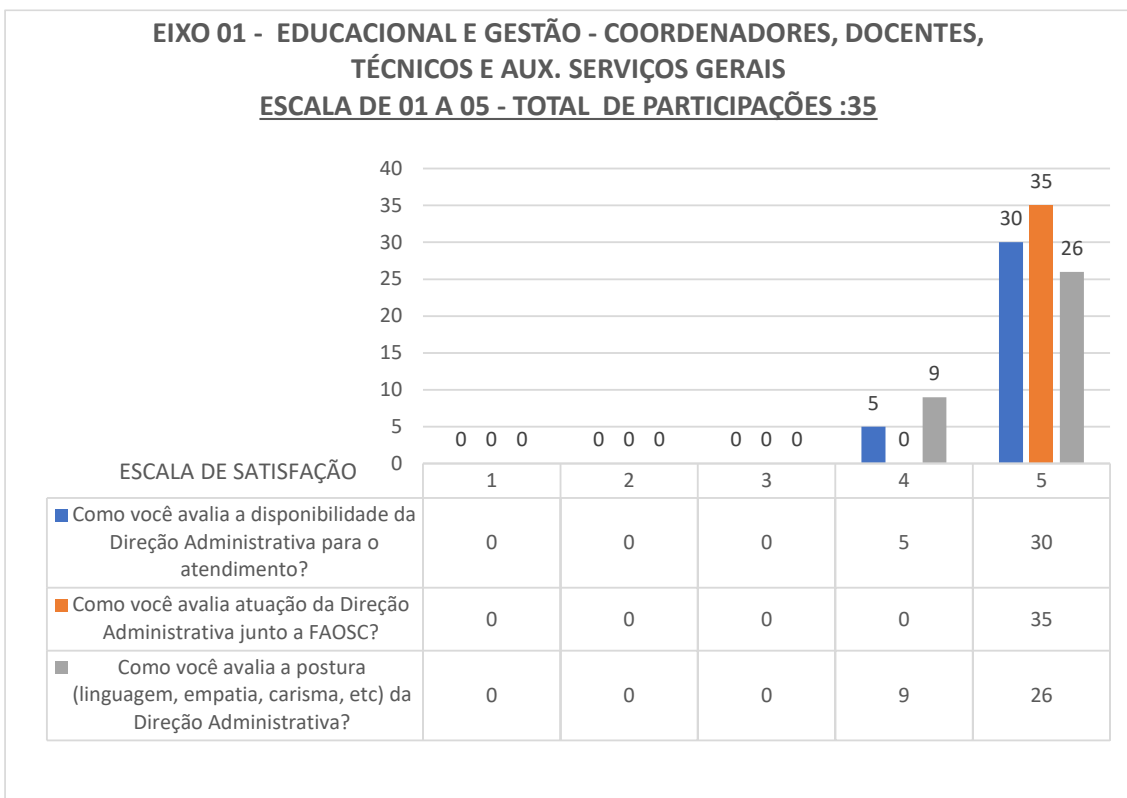 EIXO 01 - EDUCACIONAL E GESTÃO - COORDENADORES, DOCENTES,
TÉCNICOS E AUX. SERVIÇOS GERAIS
ESCALA DE 01 A 05 - TOTAL DE PARTICIPAÇÕES :35
40
35
30
25
20
15
10
5
0
0 0 0
0 0 0
0 0 0
5 0 9
30 35 26
ESCALA DE SATISFAÇÃO
1 2 3 4 5
Como você avalia a disponibilidade da
Direção Administrativa para o
atendimento?
0 0 0 5 30
Como você avalia atuação da Direção
Administrativa junto a FAOSC?
0 0 0 0 35
Como você avalia a postura
(linguagem, empatia, carisma, etc) da
Direção Administrativa?
0 0 0 9 26